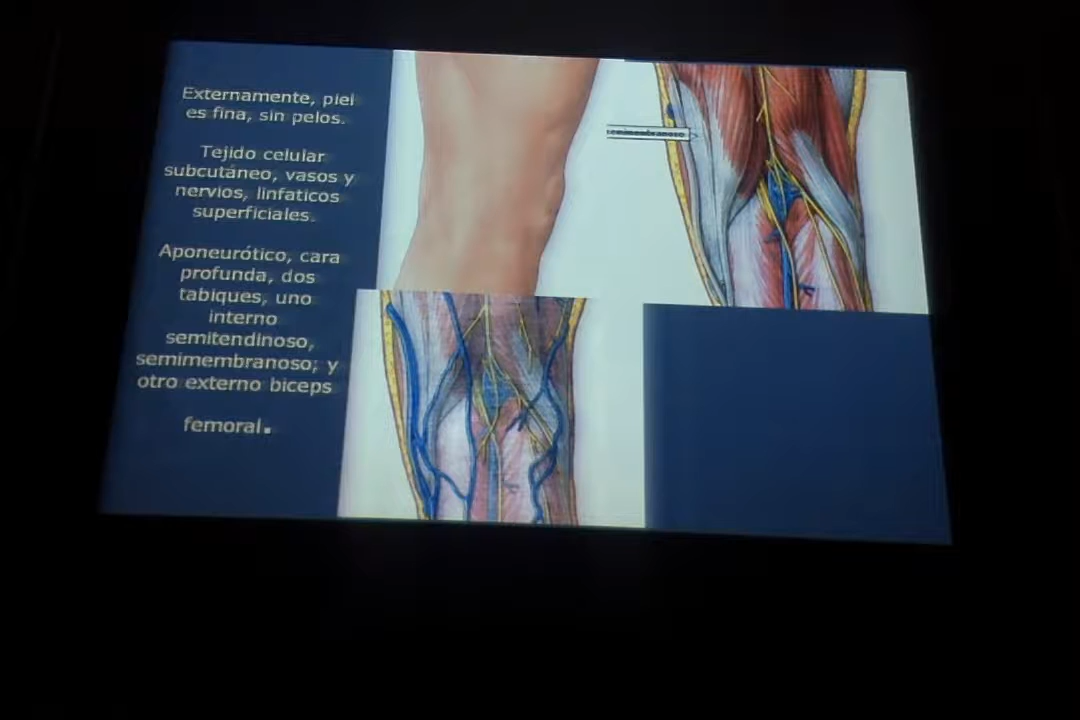 Externamente, piel
es fina, sin pelos.
Tejido celular
subcutáneo, vasos y
nervios, linfaticos
superficiales.
Aponeurótico, cara
profunda, dos
tabiques, uno
interno
semitendinoso,
semimembranoso; y
otro externo biceps
femoral.
semimembranoso